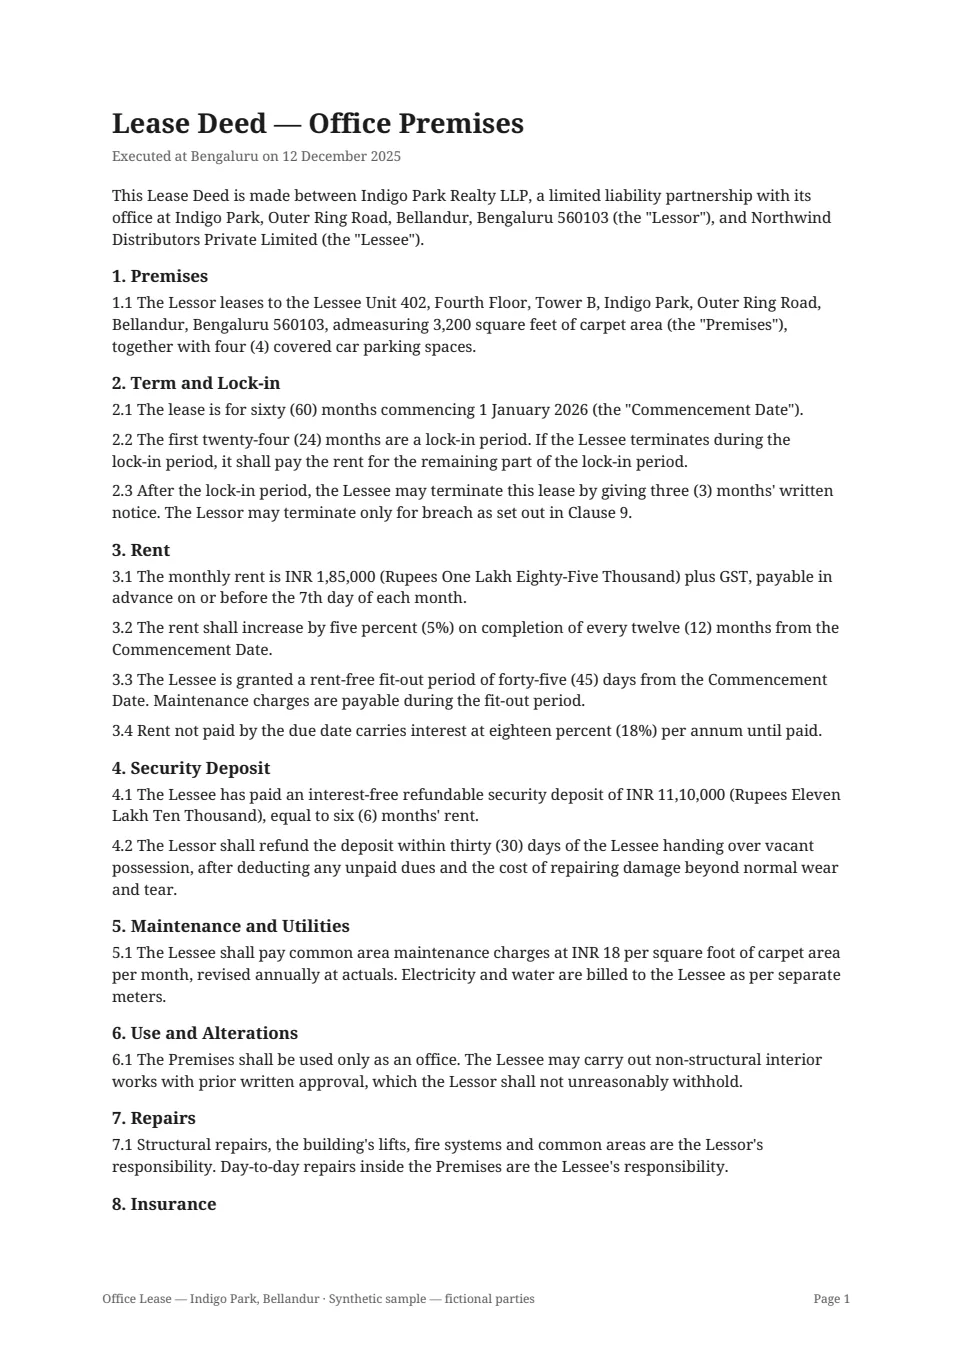 Lease Deed — Office Premises
Executed at Bengaluru on 12 December 2025
This Lease Deed is made between Indigo Park Realty LLP, a limited liability partnership with its
office at Indigo Park, Outer Ring Road, Bellandur, Bengaluru 560103 (the "Lessor"), and Northwind
Distributors Private Limited (the "Lessee").
1. Premises
1.1 The Lessor leases to the Lessee Unit 402, Fourth Floor, Tower B, Indigo Park, Outer Ring Road,
Bellandur, Bengaluru 560103, admeasuring 3,200 square feet of carpet area (the "Premises"),
together with four (4) covered car parking spaces.
2. Term and Lock-in
2.1 The lease is for sixty (60) months commencing 1 January 2026 (the "Commencement Date").
2.2 The first twenty-four (24) months are a lock-in period. If the Lessee terminates during the
lock-in period, it shall pay the rent for the remaining part of the lock-in period.
2.3 After the lock-in period, the Lessee may terminate this lease by giving three (3) months' written
notice. The Lessor may terminate only for breach as set out in Clause 9.
3. Rent
3.1 The monthly rent is INR 1,85,000 (Rupees One Lakh Eighty-Five Thousand) plus GST, payable in
advance on or before the 7th day of each month.
3.2 The rent shall increase by five percent (5%) on completion of every twelve (12) months from the
Commencement Date.
3.3 The Lessee is granted a rent-free fit-out period of forty-five (45) days from the Commencement
Date. Maintenance charges are payable during the fit-out period.
3.4 Rent not paid by the due date carries interest at eighteen percent (18%) per annum until paid.
4. Security Deposit
4.1 The Lessee has paid an interest-free refundable security deposit of INR 11,10,000 (Rupees Eleven
Lakh Ten Thousand), equal to six (6) months' rent.
4.2 The Lessor shall refund the deposit within thirty (30) days of the Lessee handing over vacant
possession, after deducting any unpaid dues and the cost of repairing damage beyond normal wear
and tear.
5. Maintenance and Utilities
5.1 The Lessee shall pay common area maintenance charges at INR 18 per square foot of carpet area
per month, revised annually at actuals. Electricity and water are billed to the Lessee as per separate
meters.
6. Use and Alterations
6.1 The Premises shall be used only as an office. The Lessee may carry out non-structural interior
works with prior written approval, which the Lessor shall not unreasonably withhold.
7. Repairs
7.1 Structural repairs, the building's lifts, fire systems and common areas are the Lessor's
responsibility. Day-to-day repairs inside the Premises are the Lessee's responsibility.
8. Insurance
Office Lease — Indigo Park, Bellandur · Synthetic sample — fictional parties Page 1